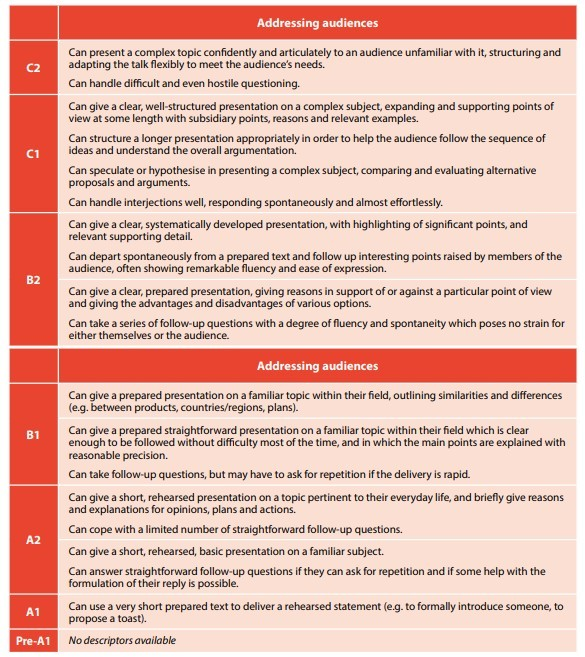 Addressing audiences
C2
Can present a complex topic confidently and articulately to an audience unfamiliar with it, structuring and
adapting the talk flexibly to meet the audience's needs.
Can handle difficult and even hostile questioning.
C1
Can give a clear, well-structured presentation on a complex subject, expanding and supporting points of
view at some length with subsidiary points, reasons and relevant examples.
Can structure a longer presentation appropriately in order to help the audience follow the sequence of
ideas and understand the overall argumentation.
Can speculate or hypothesise in presenting a complex subject, comparing and evaluating alternative
proposals and arguments.
Can handle interjections well, responding spontaneously and almost effortlessly.
B2
Can give a clear, systematically developed presentation, with highlighting of significant points, and
relevant supporting detail.
Can depart spontaneously from a prepared text and follow up interesting points raised by members of the
audience, often showing remarkable fluency and ease of expression.
Can give a clear, prepared presentation, giving reasons in support of or against a particular point of view
and giving the advantages and disadvantages of various options.
Can take a series of follow-up questions with a degree of fluency and spontaneity which poses no strain for
either themselves or the audience.
Addressing audiences
B1
Can give a prepared presentation on a familiar topic within their field, outlining similarities and differences
(e.g. between products, countries/regions, plans).
Can give a prepared straightforward presentation on a familiar topic within their field which is clear
enough to be followed without difficulty most of the time, and in which the main points are explained with
reasonable precision.
Can take follow-up questions, but may have to ask for repetition if the delivery is rapid.
A2
Can give a short, rehearsed presentation on a topic pertinent to their everyday life, and briefly give reasons
and explanations for opinions, plans and actions.
Can cope with a limited number of straightforward follow-up questions.
Can give a short, rehearsed, basic presentation on a familiar subject.
Can answer straightforward follow-up questions if they can ask for repetition and if some help with the
formulation of their reply is possible.
A1
Can use a very short prepared text to deliver a rehearsed statement (e.g. to formally introduce someone, to
propose a toast).
Pre-A1
No descriptors available